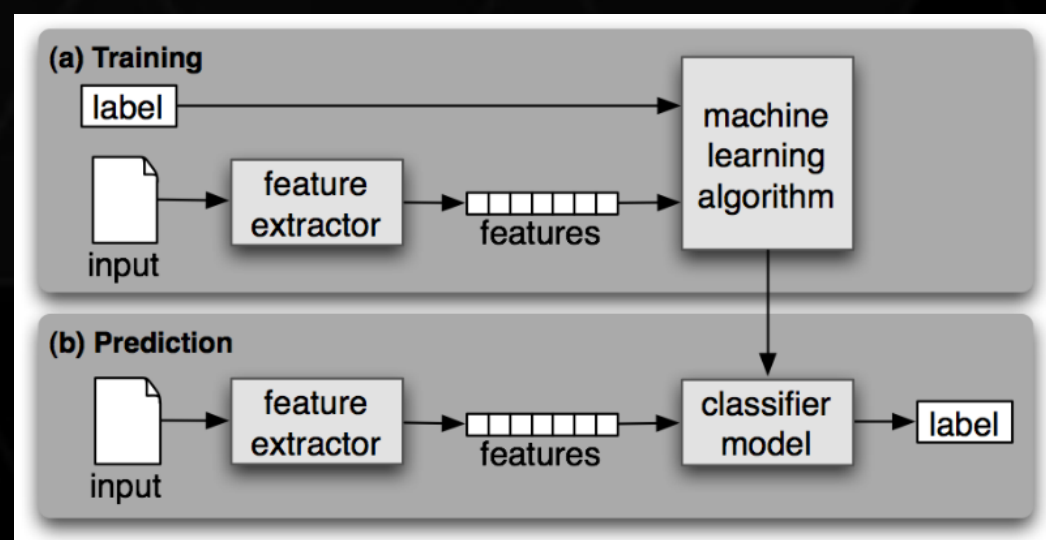 (a) Training
label
machine
learning
algorithm
feature
extractor
features
input
(b) Prediction
feature
extractor
features
input
classifier
model
label